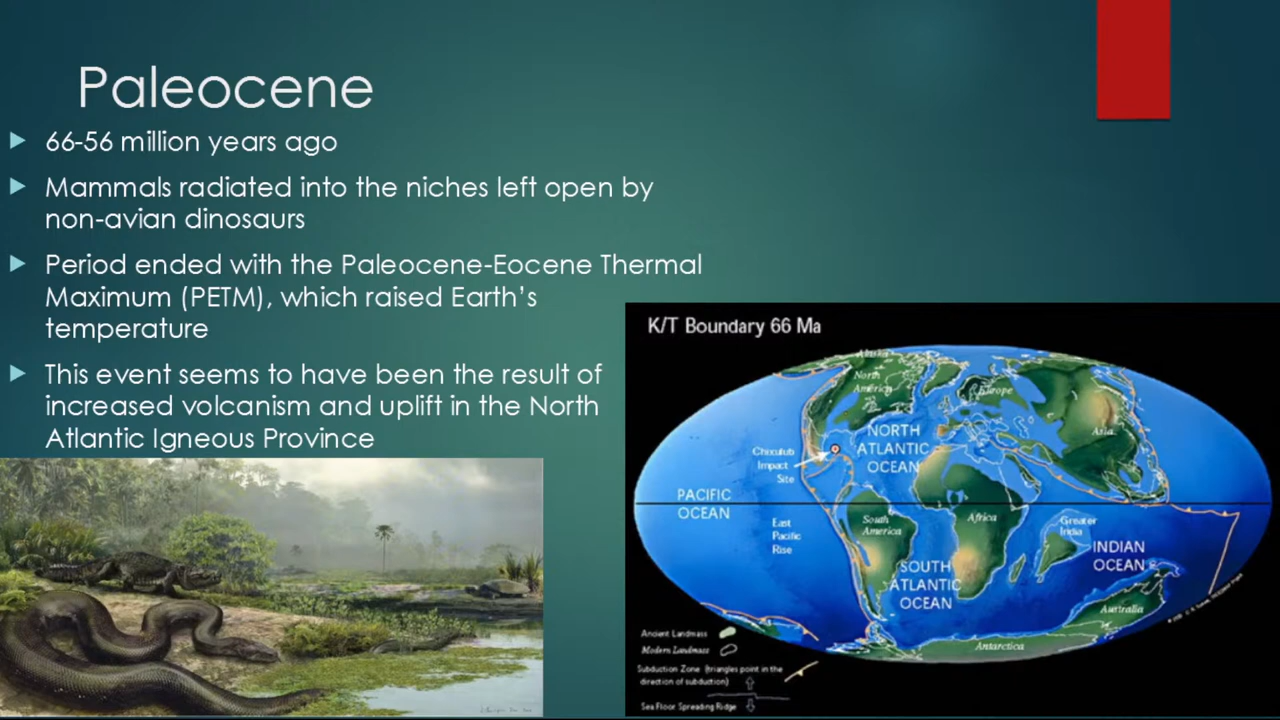 Paleocene
66-56 million years ago
Mammals radiated into the niches left open by
non-avian dinosaurs
Period ended with the Paleocene-Eocene Thermal
Maximum (PETM), which raised Earth's
temperature
This event seems to have been the result of
increased volcanism and uplift in the North
Atlantic Igneous Province
K/T Boundary 66 Ma
Alaska
North
America
Europe
Asia
NORTH
ATLANTIC
OCEAN
Chixulub
Impact
Site
PACIFIC
OCEAN
East
Pacific
Rise
South
America
Africa
Greater
India
INDIAN
OCEAN
SOUTH
ATLANTIC
OCEAN
Australia
Antarctica
Ancient Landmass
Modern Landmass
Subduction Zone (triangles point in the
direction of subduction)
Sea Floor Spreading Ridge